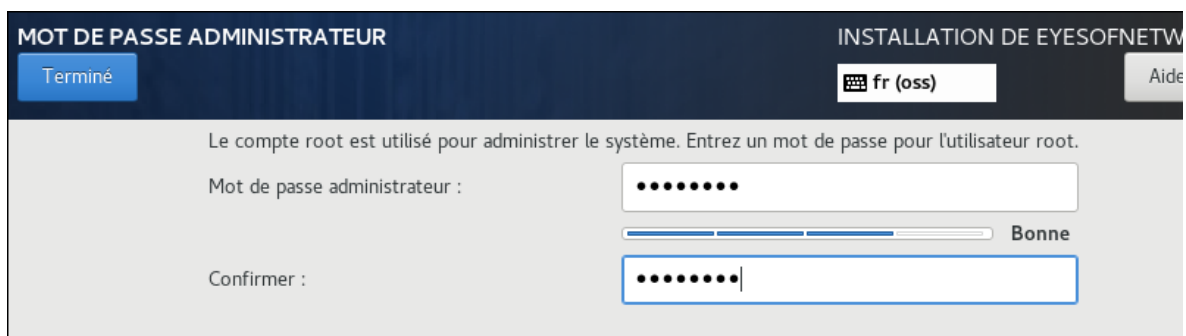 MOT DE PASSE ADMINISTRATEUR
INSTALLATION DE EYESOFNETW
Terminé
fr (oss)
Aide
Le compte root est utilisé pour administrer le système. Entrez un mot de passe pour l'utilisateur root.
Mot de passe administrateur :
••••••••
Bonne
Confirmer :
••••••••